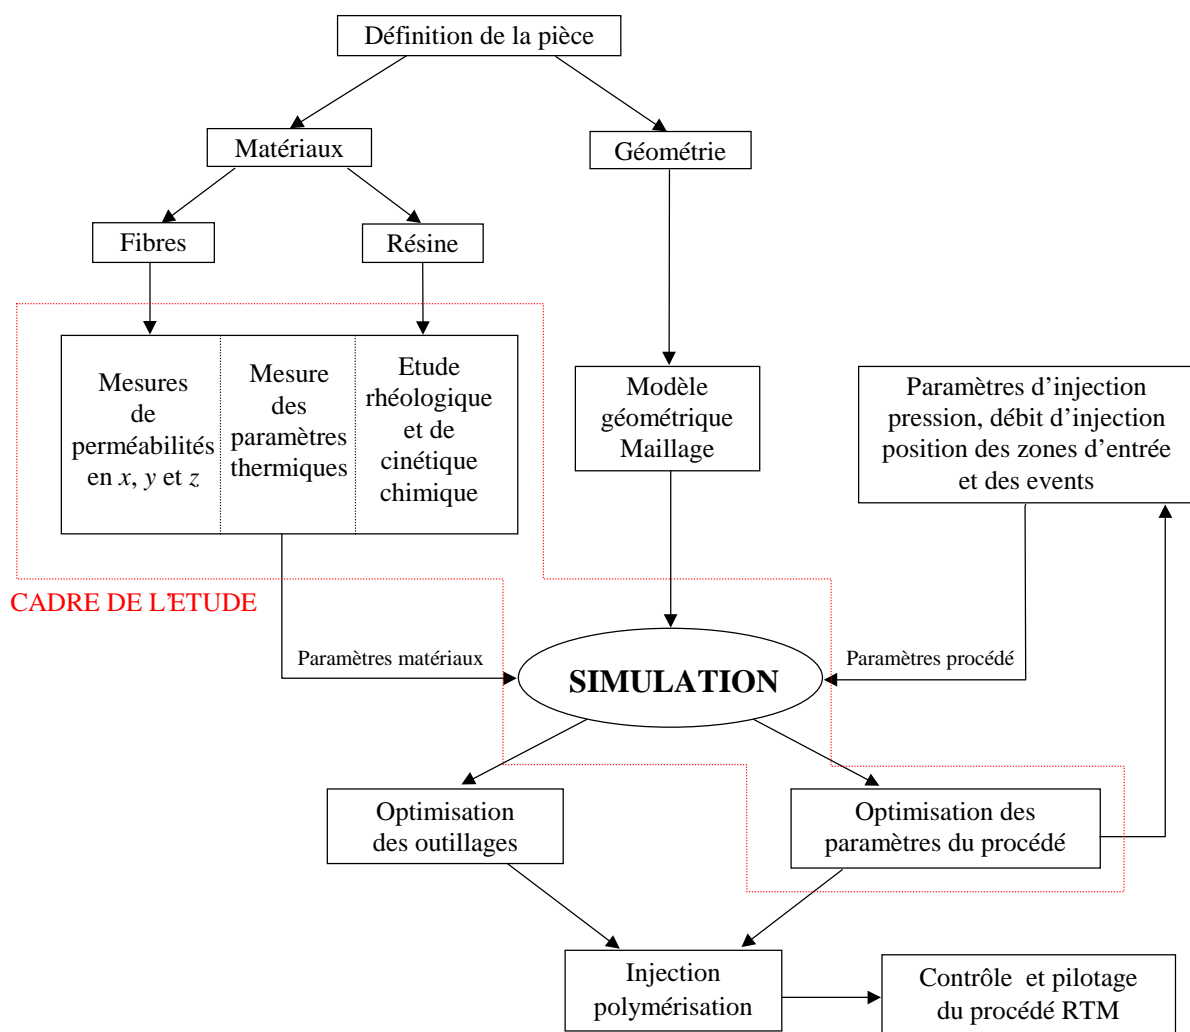 Définition de la pièce
Matériaux
Géométrie
Fibres
Résine
Mesures
de
perméabilités
en x, y et z
Mesure
des
paramètres
thermiques
Etude
rhéologique
et de
cinétique
chimique
Modèle
géométrique
Maillage
Paramètres d'injection
pression, débit d'injection
position des zones d'entrée
et des events
CADRE DE L'ETUDE
Paramètres matériaux
SIMULATION
Paramètres procédé
Optimisation
des outillages
Optimisation des
paramètres du procédé
Injection
polymérisation
Contrôle et pilotage
du procédé RTM